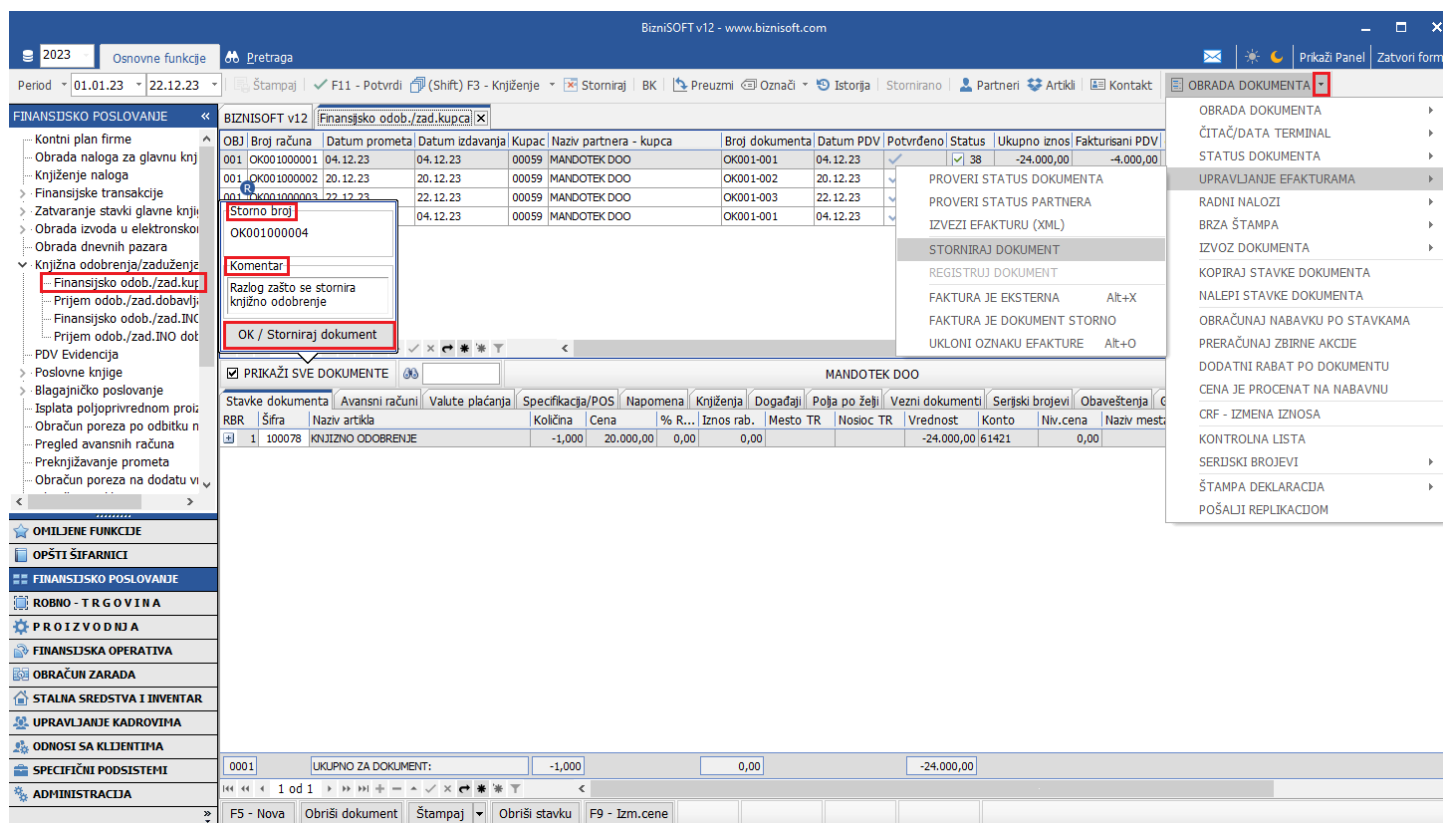 BizniSOFT v12 - www.biznisoft.com
2023
Osnovne funkcije
Pretraga
Prikaži Panel
Zatvori form
Period
01.01.23
22.12.23
Štampaj
F11 - Potvrdi
(Shift) F3 - Knjiženje
Storniraj
BK
Preuzmi
Označi
Istorija
Stornirano
Partneri
Artikli
Kontakt
OBRADA DOKUMENTA
FINANSIJSKO POSLOVANJE «
Kontni plan firme
Obrada naloga za glavnu knj
Knjiženje naloga
Finansijske transakcije
Zatvaranje stavki glavne knji
Obrada izvoda u elektronsko
Obrada dnevnih pazara
Knjižna odobrenja/zaduženja
Finansijsko odob./zad.kup
Prijem odob./zad.dobavlj
Finansijsko odob./zad.INO
Prijem odob./zad.INO dob
PDV Evidencija
Poslovne knjige
Blagajničko poslovanje
Isplata poljoprivrednom proiz
Obračun poreza po odbitku n
Pregled avansnih računa
Preknjižavanje prometa
Obračun poreza na dodatu v
OMILJENE FUNKCIJE
OPŠTI ŠIFARNICI
FINANSIJSKO POSLOVANJE
ROBNO - T R G O V I N A
P R O I Z V O D N J A
FINANSIJSKA OPERATIVA
OBRAČUN ZARADA
STALNA SREDSTVA I INVENTAR
UPRAVLJANJE KADROVIMA
ODNOSI SA KLIJENTIMA
SPECIFIČNI PODSISTEMI
ADMINISTRACIJA
»
BIZNISOFT v12
Finansijsko odob./zad.kupca
OBJ Broj računa Datum prometa Datum izdavanja Kupac Naziv partnera - kupca Broj dokumenta Datum PDV Potvrđeno Status Ukupno iznos Fakturisani PDV
001 OK001000001 04.12.23 04.12.23 00059 MANDOTEK DOO OK001-001 04.12.23 38 -24.000,00 -4.000,00
001 OK001000002 20.12.23 20.12.23 00059 MANDOTEK DOO OK001-002 20.12.23
001 OK001000003 22.12.23 22.12.23 00059 MANDOTEK DOO OK001-003 22.12.23
04.12.23 00059 MANDOTEK DOO OK001-001 04.12.23
R
Storno broj
OK001000004
Komentar
Razlog zašto se stornira
knjižno odobrenje
OK / Storniraj dokument
PROVERI STATUS DOKUMENTA
PROVERI STATUS PARTNERA
IZVEZI EFAKTURU (XML)
STORNIRAJ DOKUMENT
REGISTRUJ DOKUMENT
FAKTURA JE EKSTERNA Alt+X
FAKTURA JE DOKUMENT STORNO
UKLONI OZNAKU EFAKTURE Alt+O
OBRADA DOKUMENTA
ČITAČ/DATA TERMINAL
STATUS DOKUMENTA
UPRAVLJANJE EFAKTURAMA
RADNI NALOZI
BRZA ŠTAMPA
IZVOZ DOKUMENTA
KOPIRAJ STAVKE DOKUMENTA
NALEPI STAVKE DOKUMENTA
OBRAČUNAJ NABAVKU PO STAVKAMA
PRERAČUNAJ ZBIRNE AKCIJE
DODATNI RABAT PO DOKUMENTU
CENA JE PROCENAT NA NABAVNU
CRF - IZMENA IZNOSA
KONTROLNA LISTA
SERIJSKI BROJEVI
ŠTAMPA DEKLARACIJA
POŠALJI REPLIKACIJOM
PRIKAŽI SVE DOKUMENTE
MANDOTEK DOO
Stavke dokumenta Avansni računi Valute plaćanja Specifikacija/POS Napomena Knjiženja Događaji Polja po želji Vezni dokumenti Serijski brojevi Obaveštenja G
RBR Šifra Naziv artikla Količina Cena % R... Iznos rab. Mesto TR Nosioc TR Vrednost Konto Niv.cena Naziv mest
1 100078 KNJIZNO ODOBRENJE -1,000 20.000,00 0,00 0,00 -24.000,00 61421 0,00
0001 UKUPNO ZA DOKUMENT: -1,000 0,00 -24.000,00
1 od 1
F5 - Nova
Obriši dokument
Štampaj
Obriši stavku
F9 - Izm.cene